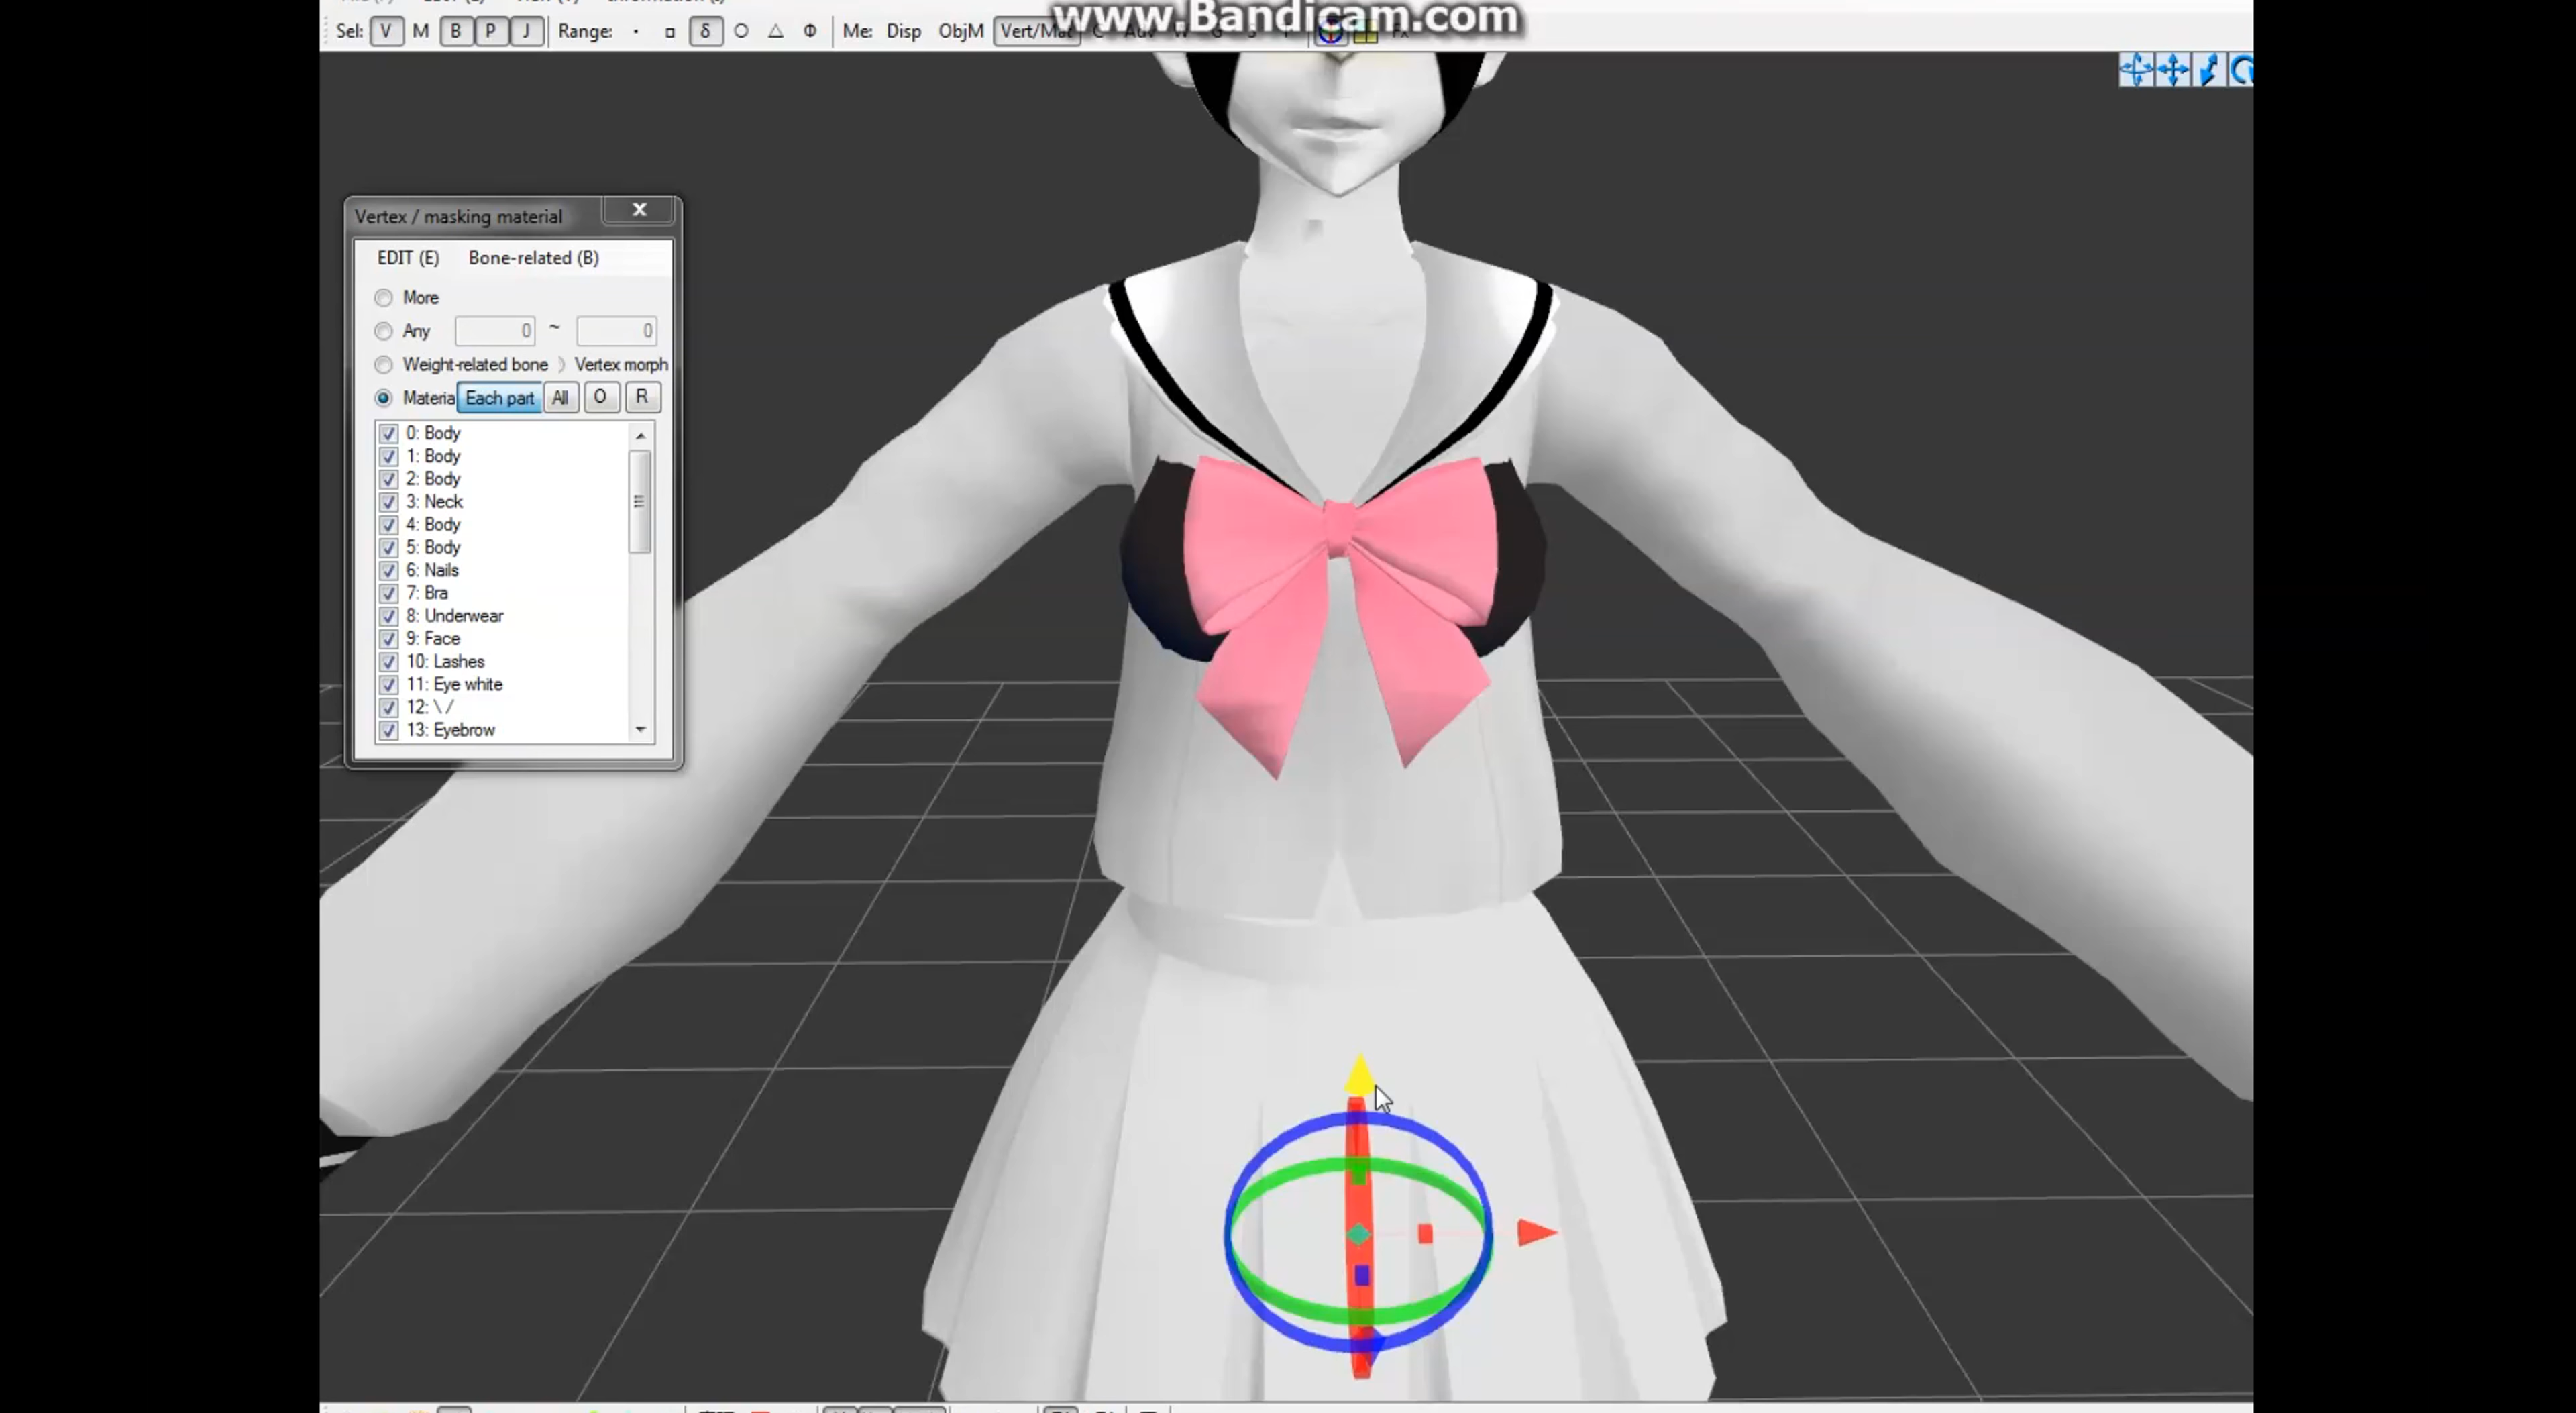 www.Bandicam.com
Sel: V M B P J Range: δ Φ Me: Disp ObjM Vert/Mat
Vertex / masking material
EDIT (E) Bone-related (B)
More
Any 0 ~ 0
Weight-related bone Vertex morph
Materia Each part All O R
0: Body
1: Body
2: Body
3: Neck
4: Body
5: Body
6: Nails
7: Bra
8: Underwear
9: Face
10: Lashes
11: Eye white
12: \ /
13: Eyebrow